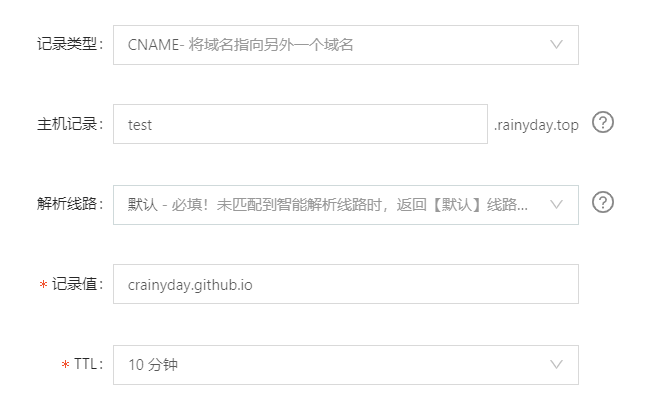 记录类型: CNAME- 将域名指向另外一个域名
主机记录: test .rainyday.top ?
解析线路: 默认 - 必填！未匹配到智能解析线路时，返回【默认】线路... ?
* 记录值: crainyday.github.io
* TTL: 10 分钟